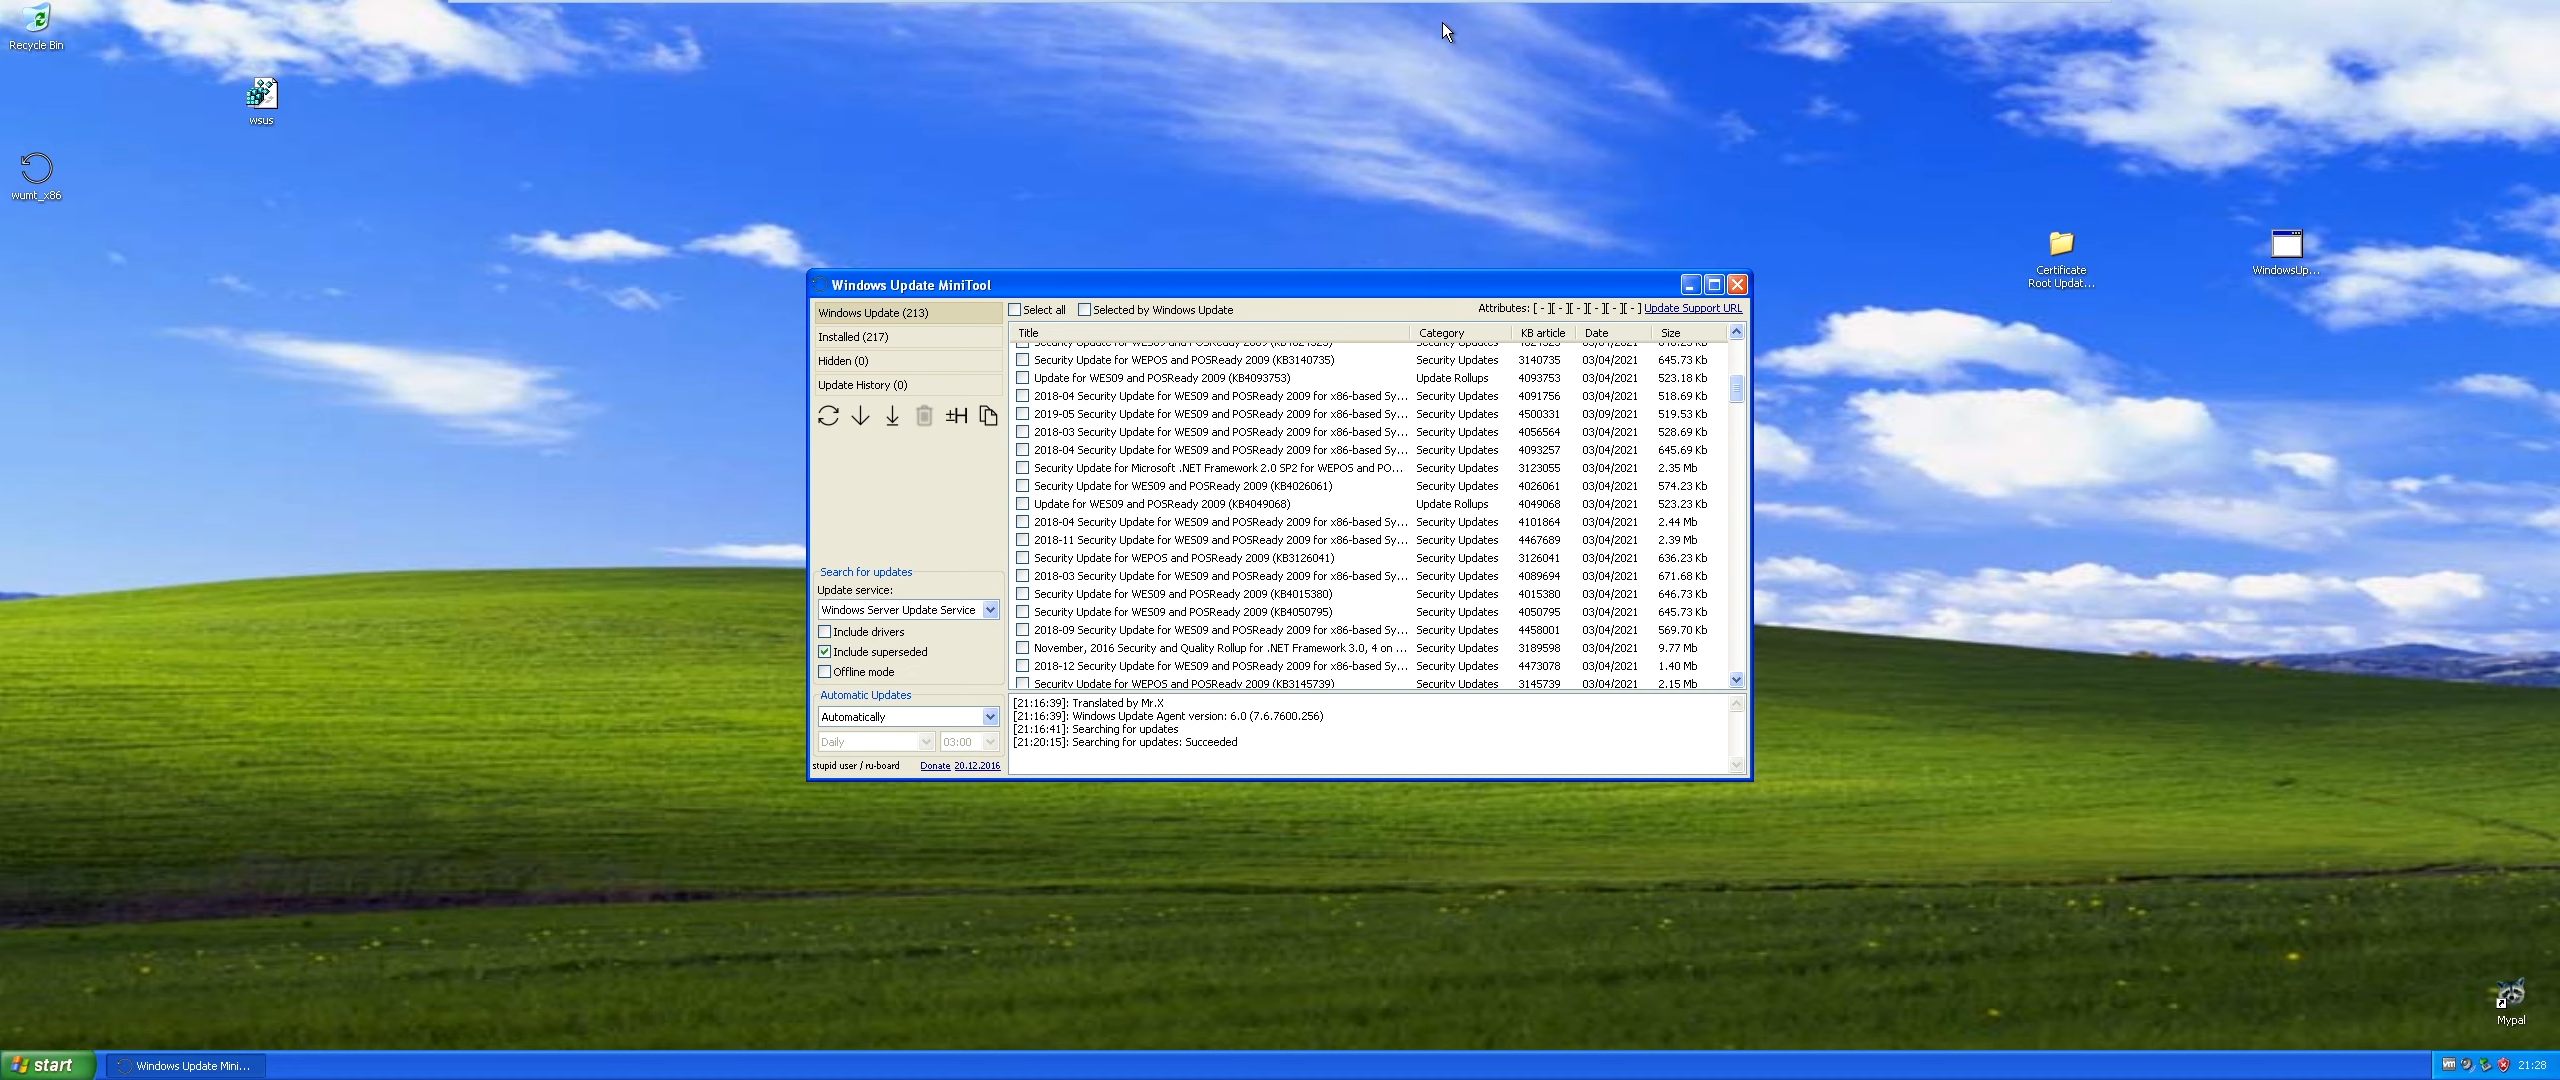 Recycle Bin
wsus
wumt_x86
Certificate
Root Updat...
WindowsUp...
Mypal
Windows Update MiniTool
Windows Update (213)
Installed (217)
Hidden (0)
Update History (0)
±H
Search for updates
Update service:
Windows Server Update Service
Include drivers
Include superseded
Offline mode
Automatic Updates
Automatically
Daily 03:00
stupid user / ru-board Donate 20.12.2016
Select all Selected by Windows Update Attributes: [ - ][ - ][ - ][ - ][ - ][ - ] Update Support URL
Title Category KB article Date Size
Security Update for WEPOS and POSReady 2009 (KB3140735) Security Updates 3140735 03/04/2021 645.73 Kb
Update for WES09 and POSReady 2009 (KB4093753) Update Rollups 4093753 03/04/2021 523.18 Kb
2018-04 Security Update for WES09 and POSReady 2009 for x86-based Sy... Security Updates 4091756 03/04/2021 518.69 Kb
2019-05 Security Update for WES09 and POSReady 2009 for x86-based Sy... Security Updates 4500331 03/09/2021 519.53 Kb
2018-03 Security Update for WES09 and POSReady 2009 for x86-based Sy... Security Updates 4056564 03/04/2021 528.69 Kb
2018-04 Security Update for WES09 and POSReady 2009 for x86-based Sy... Security Updates 4093257 03/04/2021 645.69 Kb
Security Update for Microsoft .NET Framework 2.0 SP2 for WEPOS and PO... Security Updates 3123055 03/04/2021 2.35 Mb
Security Update for WES09 and POSReady 2009 (KB4026061) Security Updates 4026061 03/04/2021 574.23 Kb
Update for WES09 and POSReady 2009 (KB4049068) Update Rollups 4049068 03/04/2021 523.23 Kb
2018-04 Security Update for WES09 and POSReady 2009 for x86-based Sy... Security Updates 4101864 03/04/2021 2.44 Mb
2018-11 Security Update for WES09 and POSReady 2009 for x86-based Sy... Security Updates 4467689 03/04/2021 2.39 Mb
Security Update for WEPOS and POSReady 2009 (KB3126041) Security Updates 3126041 03/04/2021 636.23 Kb
2018-03 Security Update for WES09 and POSReady 2009 for x86-based Sy... Security Updates 4089694 03/04/2021 671.68 Kb
Security Update for WES09 and POSReady 2009 (KB4015380) Security Updates 4015380 03/04/2021 646.73 Kb
Security Update for WES09 and POSReady 2009 (KB4050795) Security Updates 4050795 03/04/2021 645.73 Kb
2018-09 Security Update for WES09 and POSReady 2009 for x86-based Sy... Security Updates 4458001 03/04/2021 569.70 Kb
November, 2016 Security and Quality Rollup for .NET Framework 3.0, 4 on ... Security Updates 3189598 03/04/2021 9.77 Mb
2018-12 Security Update for WES09 and POSReady 2009 for x86-based Sy... Security Updates 4473078 03/04/2021 1.40 Mb
Security Update for WEPOS and POSReady 2009 (KB3145739) Security Updates 3145739 03/04/2021 2.15 Mb
[21:16:39]: Translated by Mr.X
[21:16:39]: Windows Update Agent version: 6.0 (7.6.7600.256)
[21:16:41]: Searching for updates
[21:20:15]: Searching for updates: Succeeded
start
Windows Update Mini...
vm
21:28